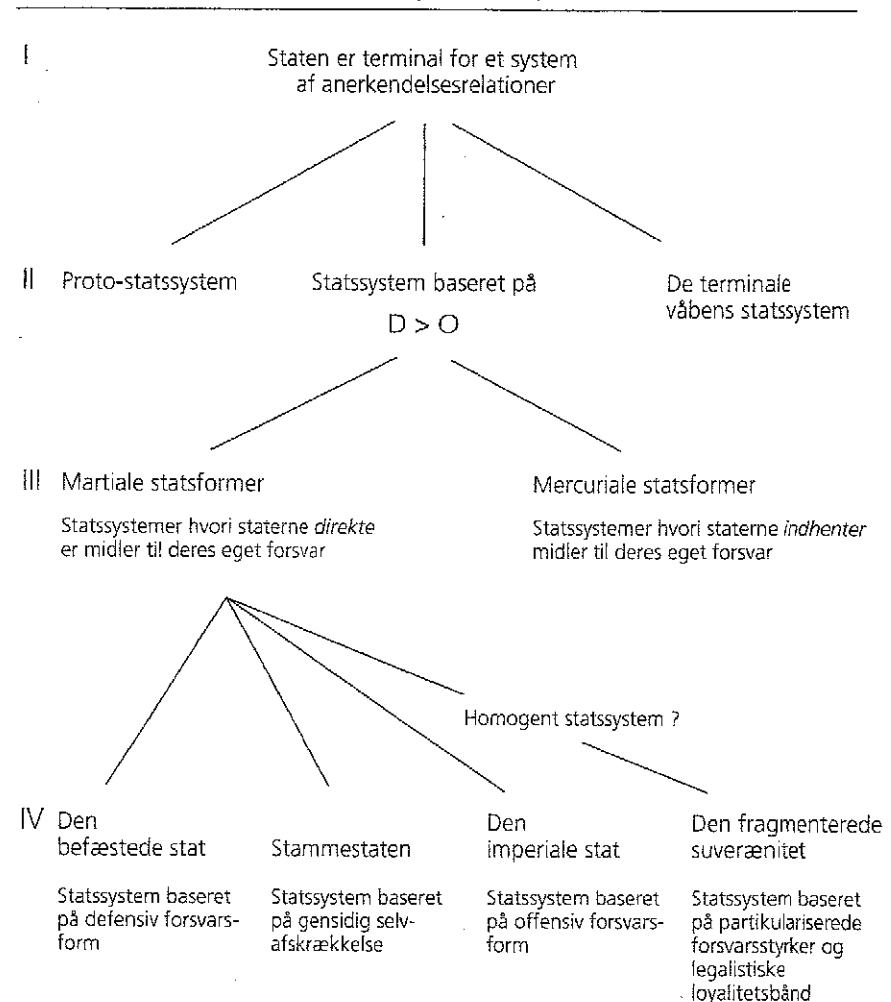 I
Staten er terminal for et system
af anerkendelsesrelationer
II
Proto-statssystem
Statssystem baseret på
D > O
De terminale
våbens statssystem
III
Martiale statsformer
Statssystemer hvori staterne direkte
er midler til deres eget forsvar
Mercuriale statsformer
Statssystemer hvori staterne indhenter
midler til deres eget forsvar
Homogent statssystem ?
IV
Den
befæstede stat
Statssystem baseret
på defensiv forsvars-
form
Stammestaten
Statssystem baseret
på gensidig selv-
afskrækkelse
Den
imperiale stat
Statssystem baseret
på offensiv forsvars-
form
Den fragmenterede
suverænitet
Statssystem baseret
på partikulariserede
forsvarsstyrker og
legalistiske
loyalitetsbånd